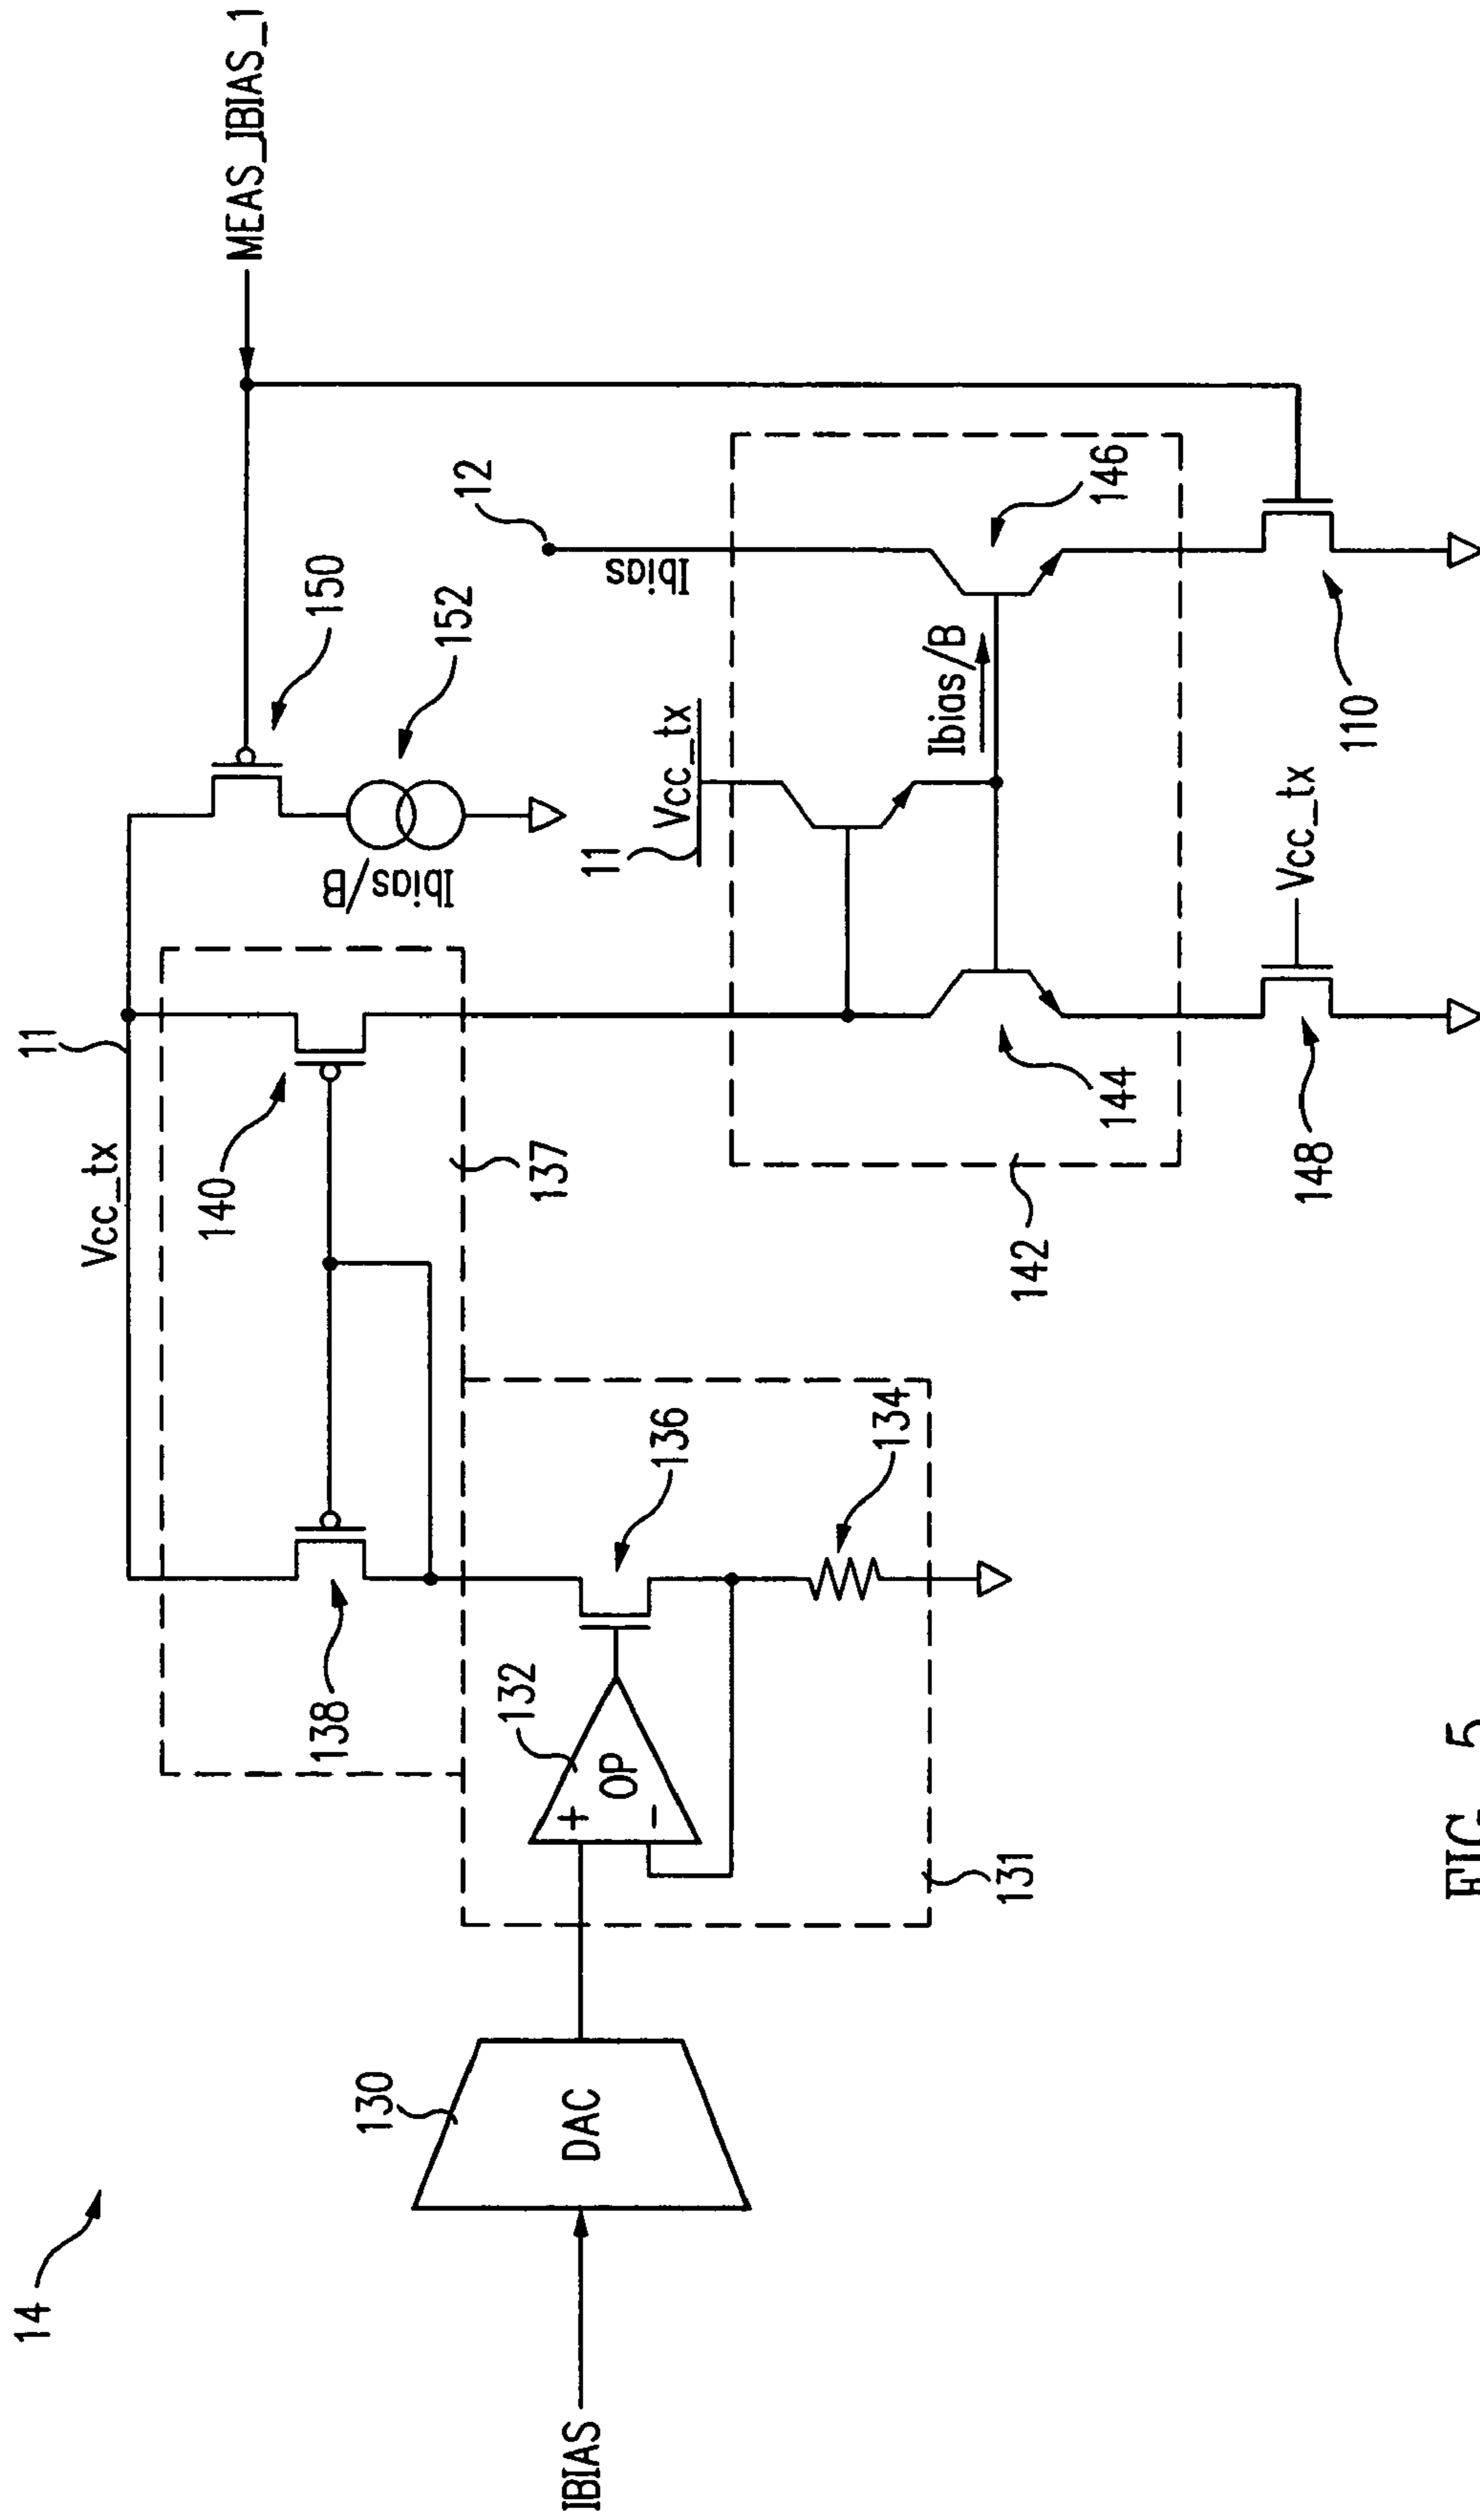 14
IBIAS
130
DAC
131
132
OP
+
−
136
134
138
137
140
Vcc_tx
11
142
144
148
Vcc_tx
11
Vcc_tx
Ibias/B
146
110
12
Ibias
Ibias/B
152
150
MEAS_IBIAS_1
FIG. 5